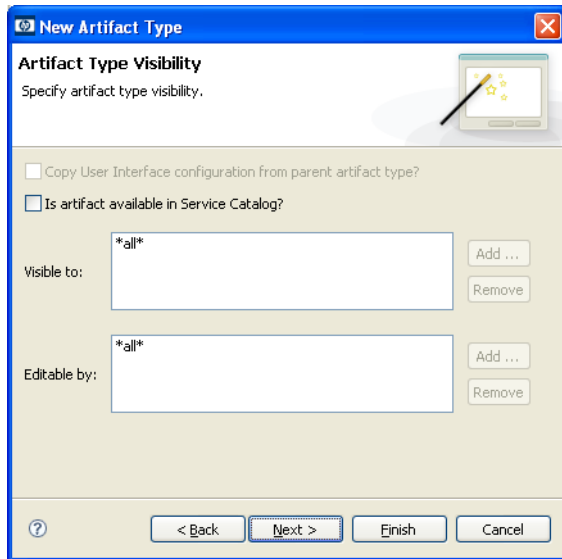 New Artifact Type
Artifact Type Visibility
Specify artifact type visibility.
Copy User Interface configuration from parent artifact type?
Is artifact available in Service Catalog?
Visible to:
*all*
Add ...
Remove
Editable by:
*all*
Add ...
Remove
?
< Back
Next >
Finish
Cancel